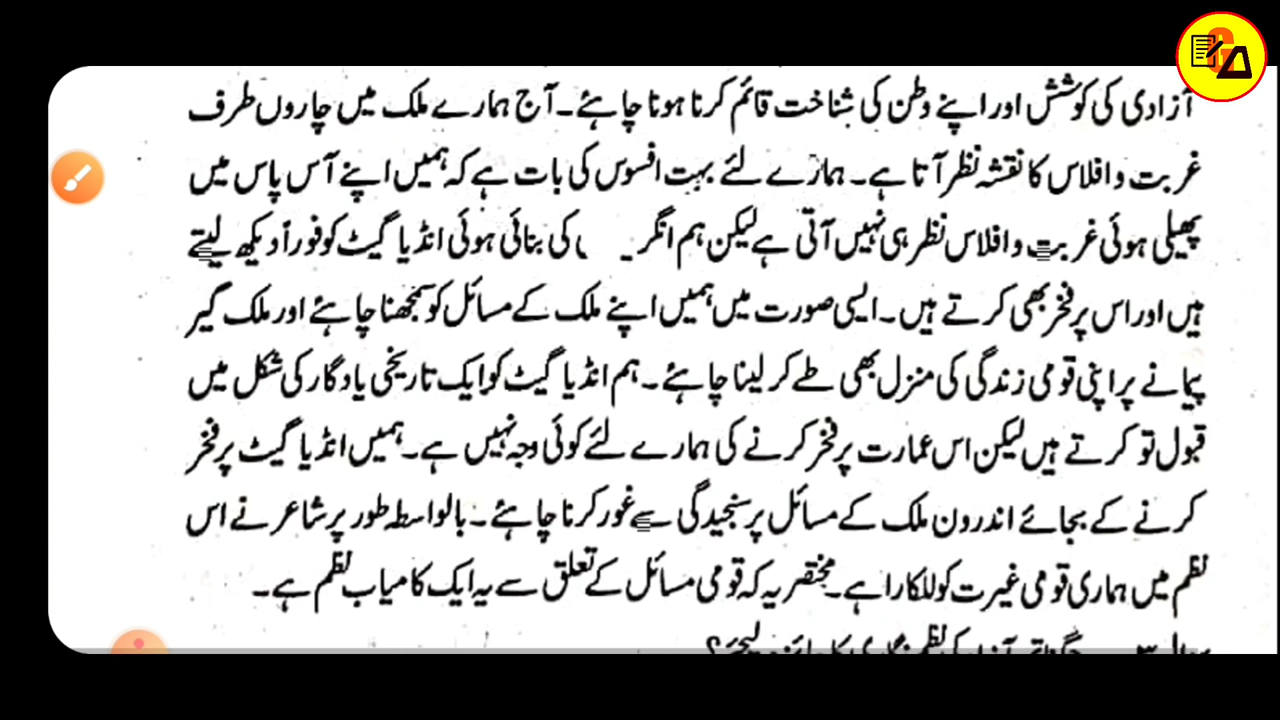 آزادی کی کوشش اور اپنے وطن کی شناخت قائم کرنا ہونا چاہئے۔ آج ہمارے ملک میں چاروں طرف
غربت و افلاس کا نقشہ نظر آتا ہے۔ ہمارے لئے بہت افسوس کی بات ہے کہ ہمیں اپنے آس پاس میں
پھیلی ہوئی غربت و افلاس نظر ہی نہیں آتی ہے لیکن ہم کی بنائی ہوئی انڈیا گیٹ کو فوراً دیکھ لیتے
ہیں اور اس پر فخر بھی کرتے ہیں۔ ایسی صورت میں ہمیں اپنے ملک کے مسائل کو سمجھنا چاہئے اور ملک گیر
پیمانے پر اپنی قومی زندگی کی منزل بھی طے کر لینا چاہئے۔ ہم انڈیا گیٹ کو ایک تاریخی یادگار کی شکل میں
قبول تو کرتے ہیں لیکن اس عمارت پر فخر کرنے کی ہمارے لئے کوئی وجہ نہیں ہے۔ ہمیں انڈیا گیٹ پر فخر
کرنے کے بجائے اندرون ملک کے مسائل پر سنجیدگی سے غور کرنا چاہئے۔ بالواسطہ طور پر شاعر نے اس
نظم میں ہماری قومی غیرت کو للکارا ہے۔ مختصر یہ کہ قومی مسائل کے تعلق سے یہ ایک کامیاب نظم ہے۔